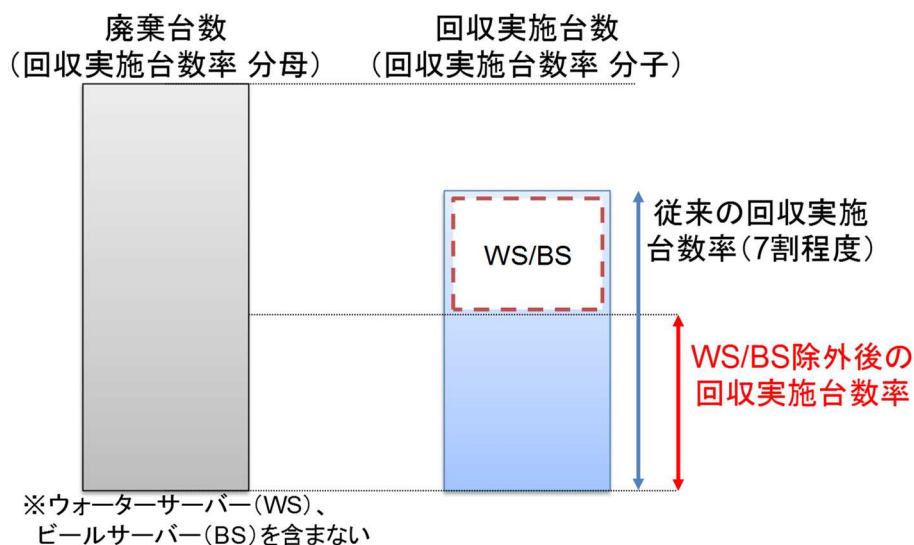 廃棄台数
（回収実施台数率 分母）
回収実施台数
（回収実施台数率 分子）
WS/BS
従来の回収実施
台数率（7割程度）
WS/BS除外後の
回収実施台数率
※ウォーターサーバー（WS）、
ビールサーバー（BS）を含まない